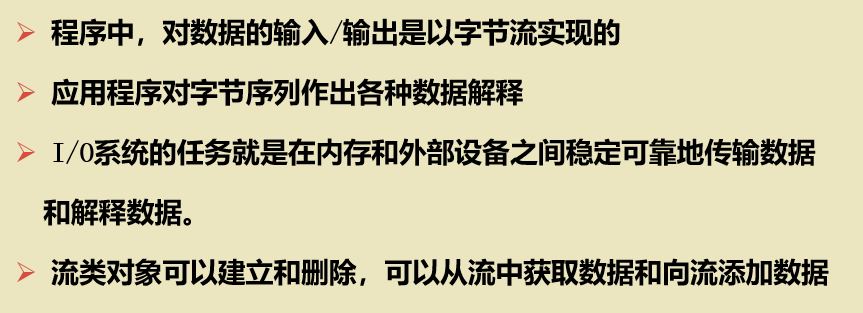 程序中，对数据的输入/输出是以字节流实现的
应用程序对字节序列作出各种数据解释
I/O系统的任务就是在内存和外部设备之间稳定可靠地传输数据
和解释数据。
流类对象可以建立和删除，可以从流中获取数据和向流添加数据